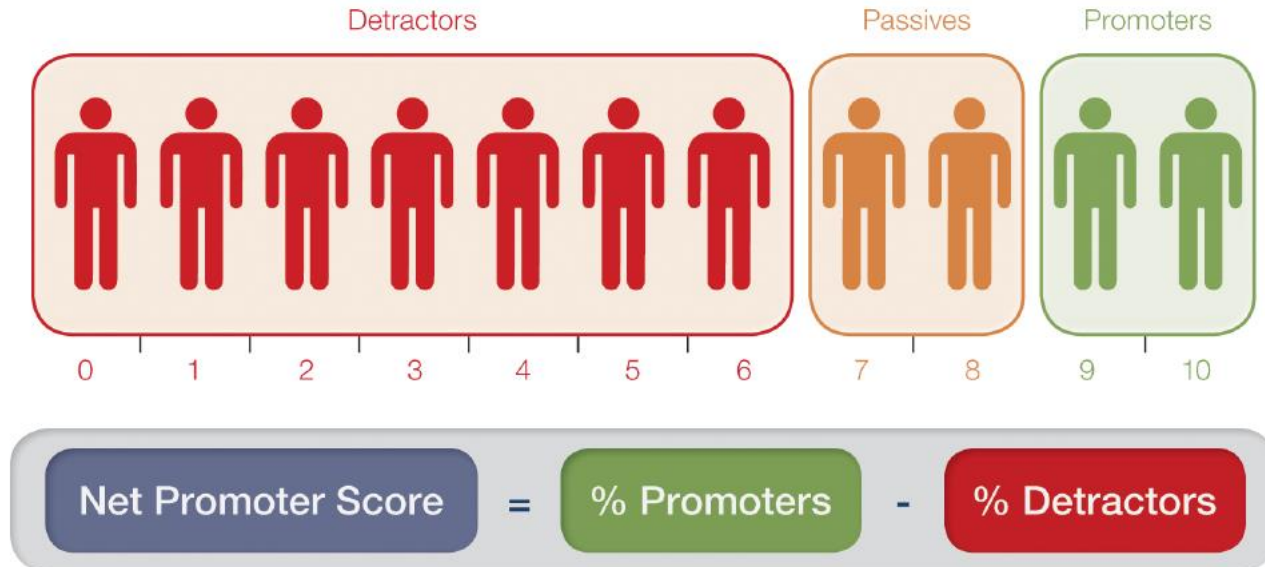 Detractors Passives Promoters
0 1 2 3 4 5 6 7 8 9 10
Net Promoter Score = % Promoters - % Detractors